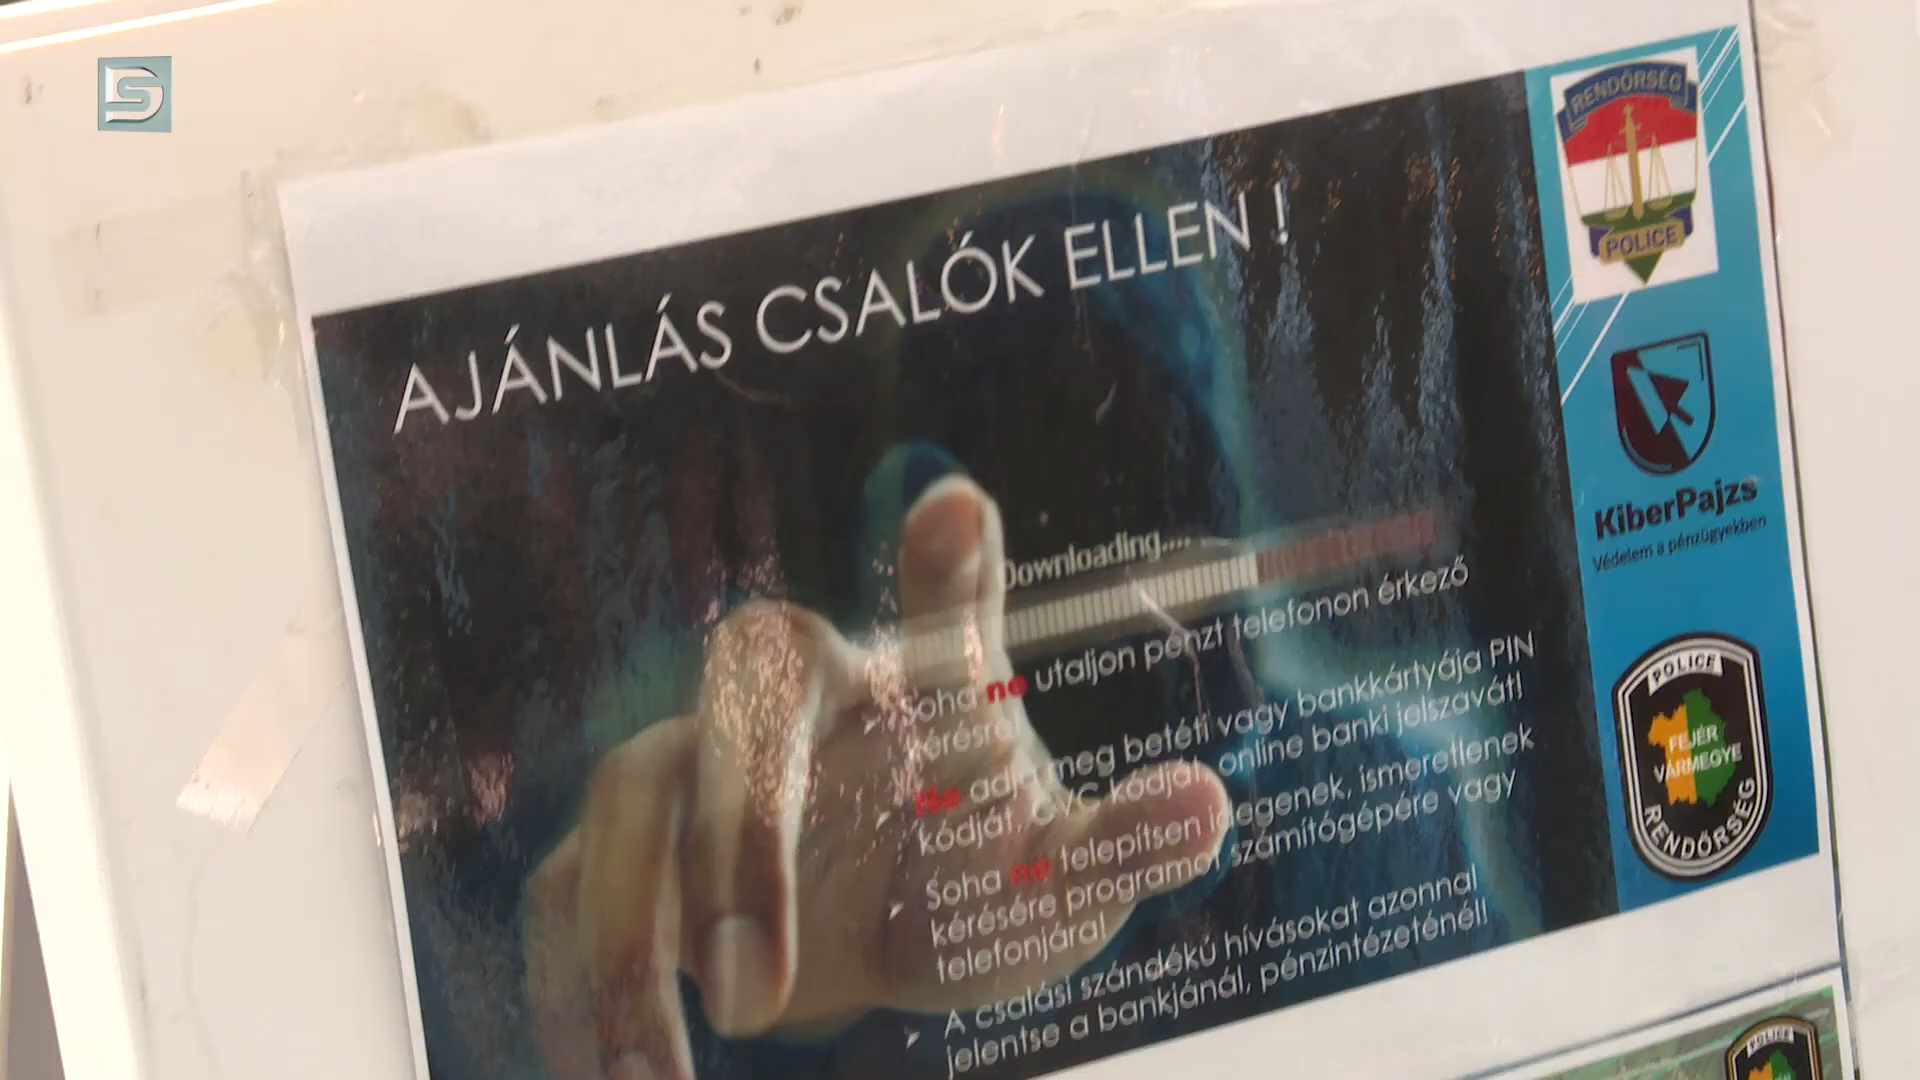 AJÁNLÁS CSALÓK ELLEN !
Downloading....
Soha ne utaljon pénzt telefonon érkező
kérésre
Ne adja meg betéti vagy bankkártyája PIN
kódját, CVC kódját, online banki jelszavát!
Soha ne telepítsen idegenek, ismeretlenek
kérésére programot számítógépére vagy
telefonjára!
A csalási szándékú hívásokat azonnal
jelentse a bankjánál, pénzintézeténél!
RENDŐRSÉG
POLICE
KiberPajzs
Védelem a pénzügyekben
POLICE
FEJÉR
VÁRMEGYE
RENDŐRSÉG
POLICE